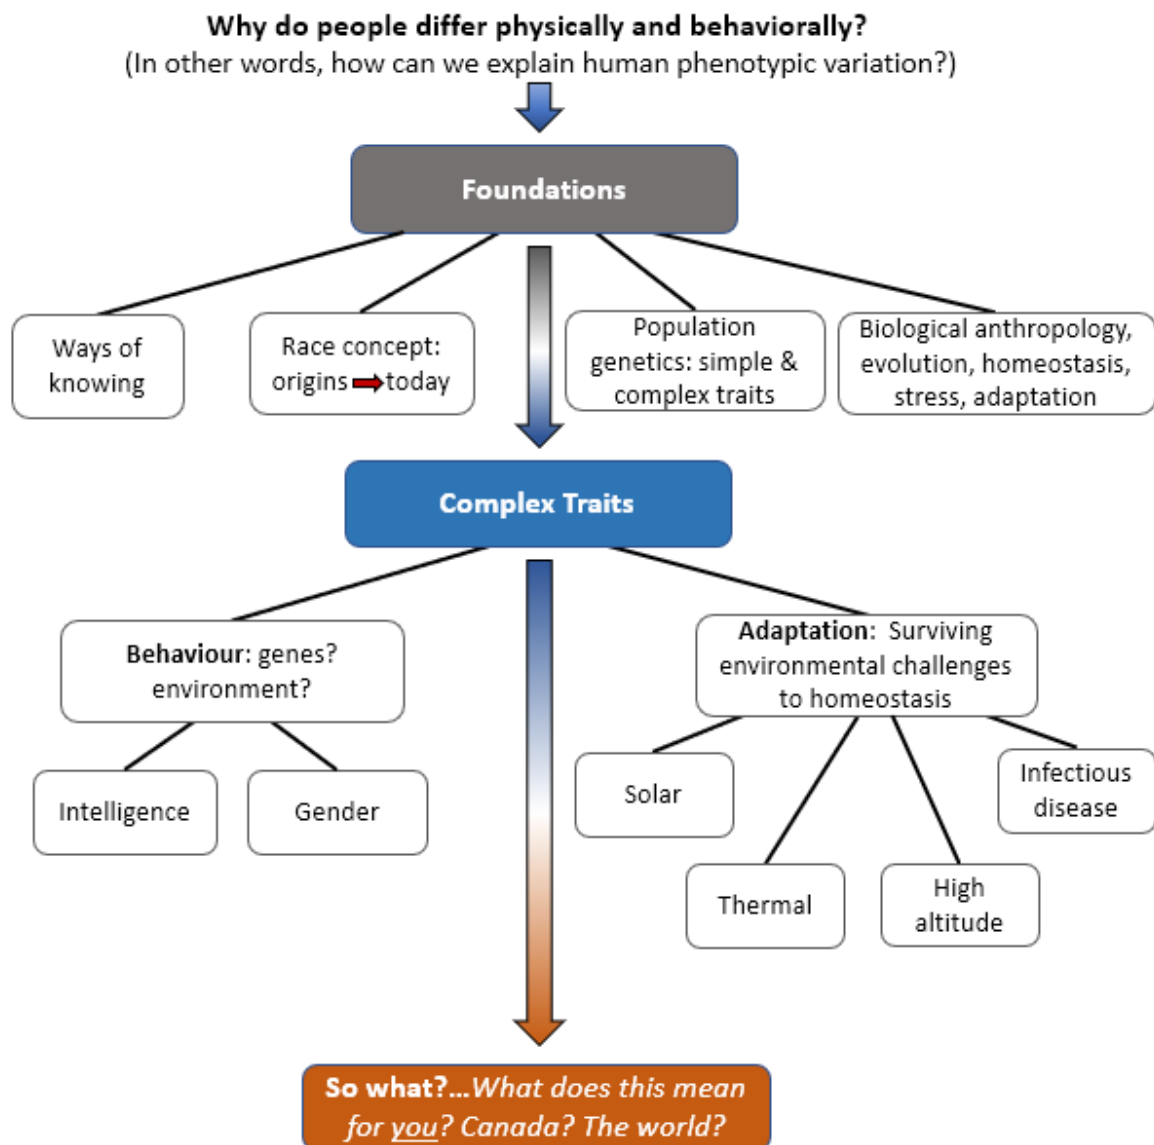 Why do people differ physically and behaviorally?
(In other words, how can we explain human phenotypic variation?)
Foundations
Ways of
knowing
Race concept:
origins today
Population
genetics: simple &
complex traits
Biological anthropology,
evolution, homeostasis,
stress, adaptation
Complex Traits
Behaviour: genes?
environment?
Adaptation: Surviving
environmental challenges
to homeostasis
Intelligence
Gender
Solar
Thermal
High
altitude
Infectious
disease
So what?...What does this mean
for you? Canada? The world?